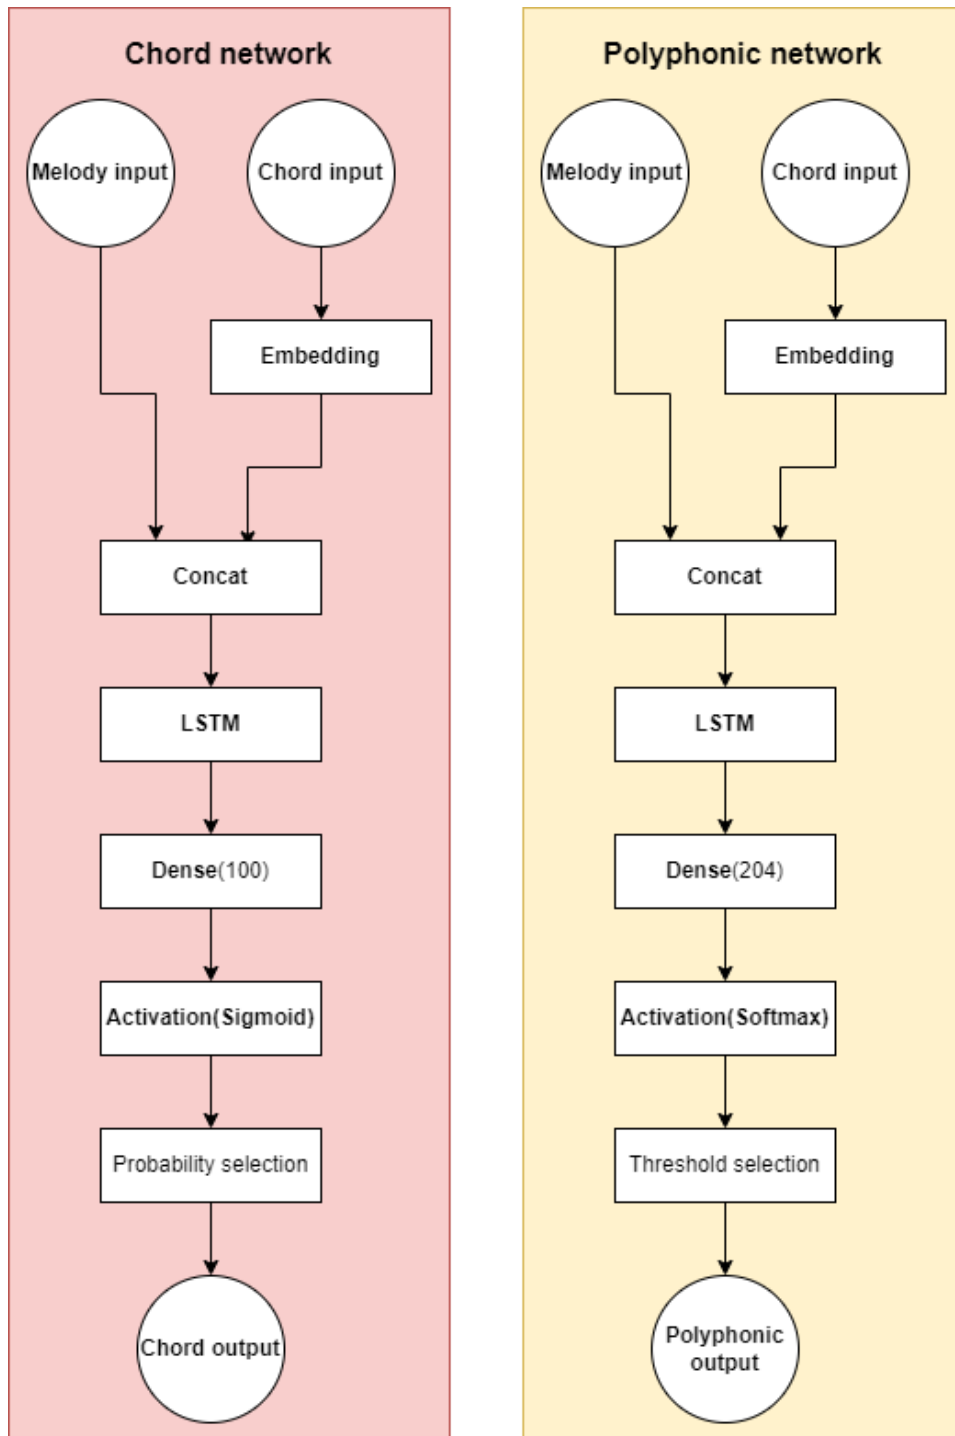 Chord network
Melody input
Chord input
Embedding
Concat
LSTM
Dense(100)
Activation(Sigmoid)
Probability selection
Chord output
Polyphonic network
Melody input
Chord input
Embedding
Concat
LSTM
Dense(204)
Activation(Softmax)
Threshold selection
Polyphonic
output